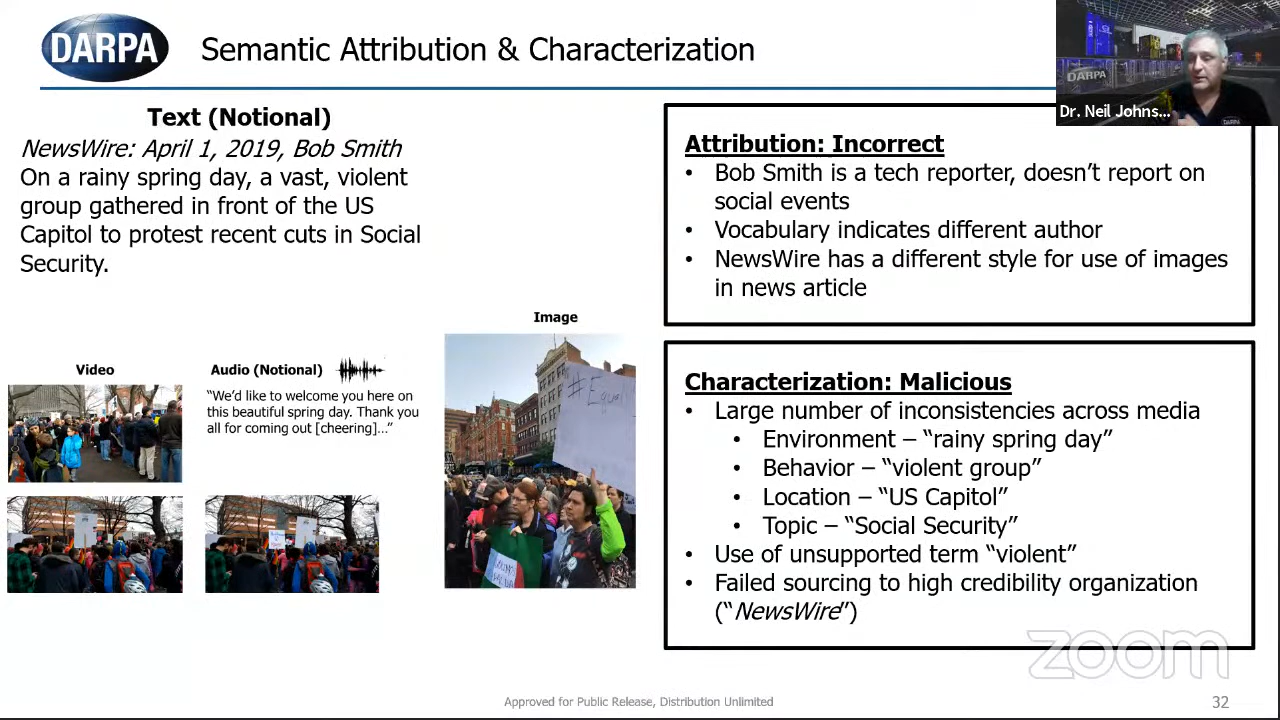 DARPA
Semantic Attribution & Characterization
DARPA
Dr. Neil Johns...
DARPA
Text (Notional)
NewsWire: April 1, 2019, Bob Smith
On a rainy spring day, a vast, violent
group gathered in front of the US
Capitol to protest recent cuts in Social
Security.
Video
Audio (Notional)
“We’d like to welcome you here on
this beautiful spring day. Thank you
all for coming out [cheering]…”
Image
#Equal
Attribution: Incorrect
• Bob Smith is a tech reporter, doesn’t report on
social events
• Vocabulary indicates different author
• NewsWire has a different style for use of images
in news article
Characterization: Malicious
• Large number of inconsistencies across media
• Environment – “rainy spring day”
• Behavior – “violent group”
• Location – “US Capitol”
• Topic – “Social Security”
• Use of unsupported term “violent”
• Failed sourcing to high credibility organization
(“NewsWire”)
zoom
Approved for Public Release, Distribution Unlimited
32